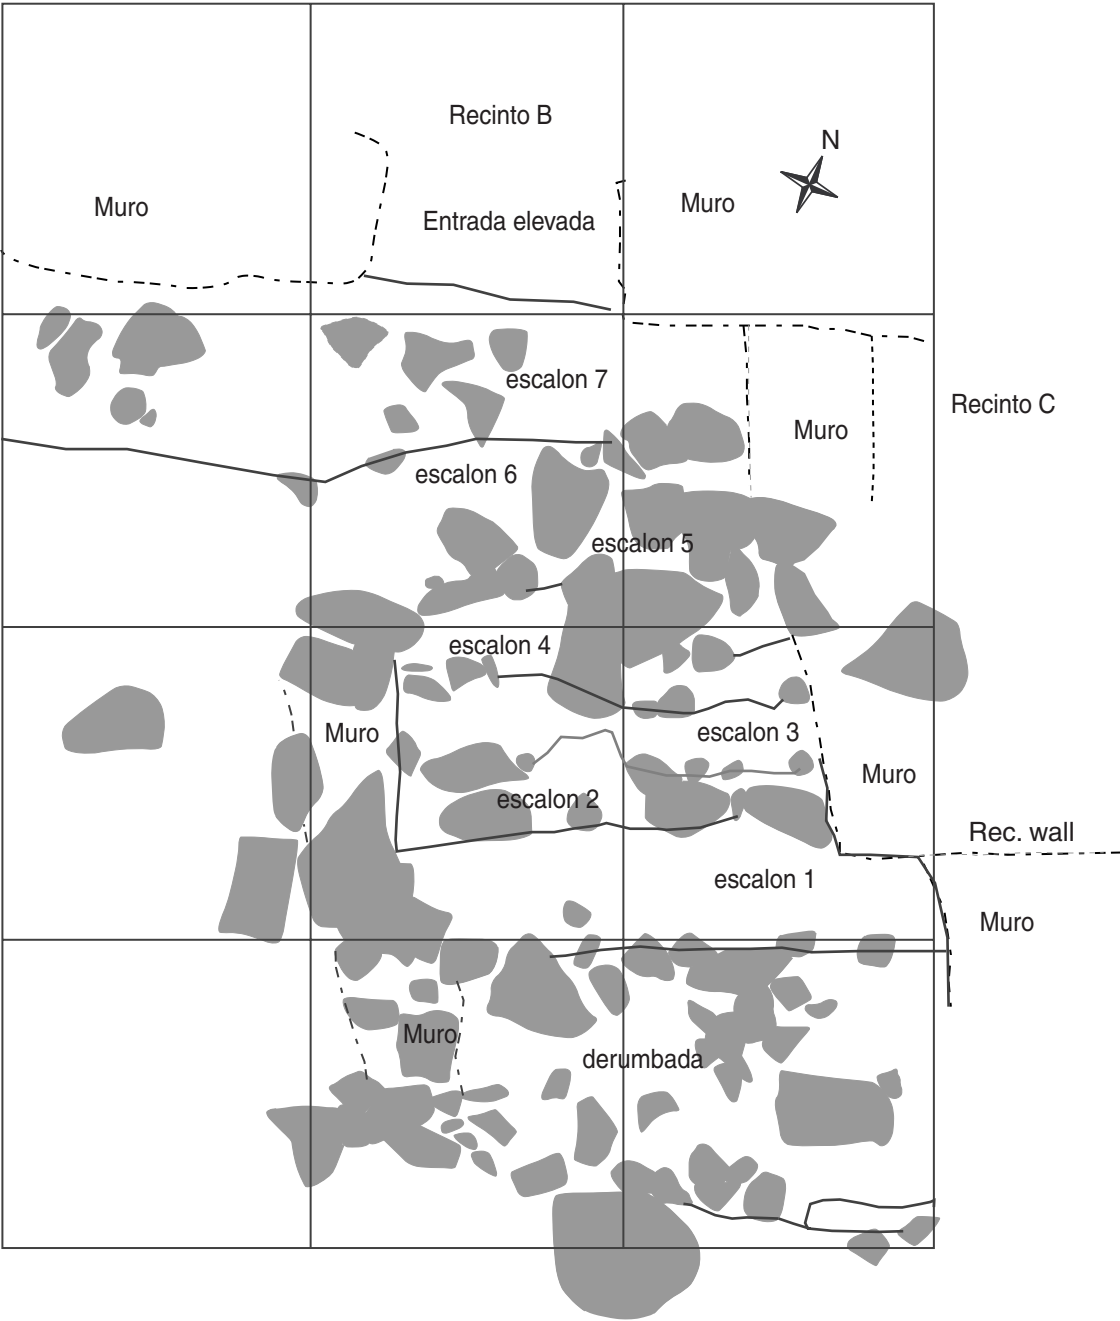 Recinto B
N
Muro
Muro
Entrada elevada
escalon 7
Recinto C
Muro
escalon 6
escalon 5
escalon 4
Muro
escalon 3
Muro
escalon 2
Rec. wall
escalon 1
Muro
Muro
derumbada